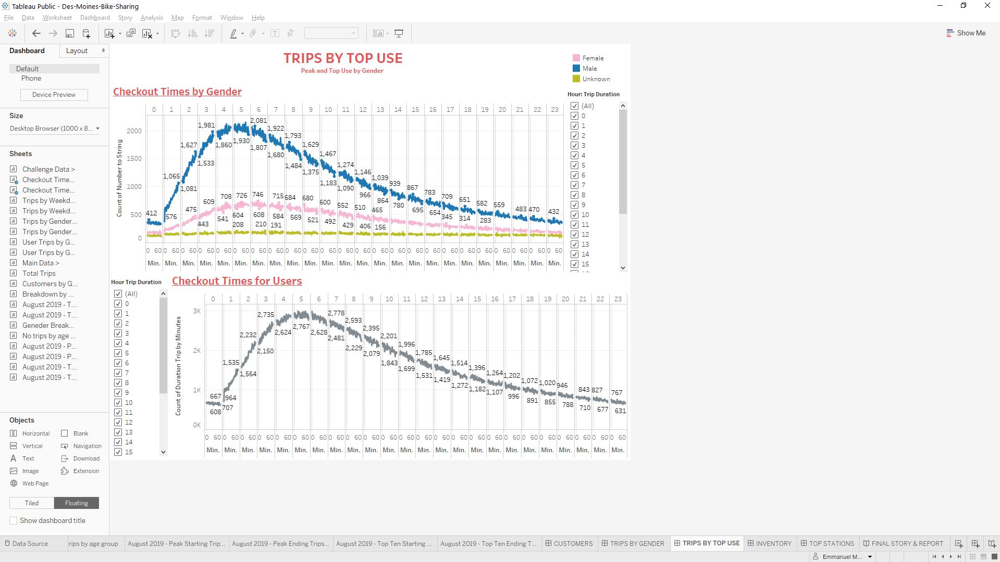 Tableau Public - Des-Moines-Bike-Sharing
File Data Worksheet Dashboard Story Analysis Map Format Window Help
Show Me
Dashboard Layout
Default
Phone
Device Preview
Size
Desktop Browser (1000 x 8...
Sheets
Challenge Data >
Checkout Time...
Checkout Time...
Trips by Weekd...
Trips by Weekd...
Trips by Gender...
Trips by Gender...
User Trips by G...
User Trips by G...
Main Data >
Total Trips
Customers by G...
Breakdown by ...
August 2019 - T...
August 2019 - T...
Geneder Break...
No trips by age ...
August 2019 - P...
August 2019 - P...
August 2019 - T...
August 2019 - T...
Objects
Horizontal Blank
Vertical Navigation
Text Download
Image Extension
Web Page
Tiled Floating
Show dashboard title
TRIPS BY TOP USE
Peak and Top Use by Gender
Female
Male
Unknown
Checkout Times by Gender
0 1 2 3 4 5 6 7 8 9 10 11 12 13 14 15 16 17 18 19 20 21 22 23
Count of Number to String
2000
1500
1000
500
0
412 1,065 1,627 1,981 2,081 1,922 1,793 1,629 1,467 1,274 1,146 1,039 939 867 783 709 651 582 559 483 470 432
576 1,081 1,533 1,860 1,930 1,807 1,680 1,484 1,375 1,183 1,090 966 864 780 695 654
475 609 708 726 746 715 684 680 600 552 510 465 345 314 283
443 541 604 608 584 569 521 492 429 406 156
208 210 191
0 60 0 60 0 60 0 60 0 60 0 60 0 60 0 60 0 60 0 60 0 60 0 60 0 60 0 60 0 60 0 60 0 60 0 60 0 60 0 60 0 60 0 60 0 60 0 60
Min. Min. Min. Min. Min. Min. Min. Min. Min. Min. Min. Min. Min. Min. Min. Min. Min. Min. Min. Min. Min. Min. Min. Min.
Hour: Trip Duration
(All)
0
1
2
3
4
5
6
7
8
9
10
11
12
13
14
15
Hour Trip Duration
(All)
0
1
2
3
4
5
6
7
8
9
10
11
12
13
14
15
Checkout Times for Users
0 1 2 3 4 5 6 7 8 9 10 11 12 13 14 15 16 17 18 19 20 21 22 23
Count of Duration Trip by Minutes
3K
2K
1K
0K
667 964 1,535 2,232 2,735 2,778 2,593 2,395 2,201 1,996 1,785 1,645 1,514 1,396 1,264 1,202 1,072 1,020 946 843 827 767
608 707 1,564 2,150 2,624 2,767 2,628 2,481 2,229 2,079 1,843 1,699 1,531 1,419 1,272 1,182 1,107 996 891 855 788 710 677 631
0 60 0 60 0 60 0 60 0 60 0 60 0 60 0 60 0 60 0 60 0 60 0 60 0 60 0 60 0 60 0 60 0 60 0 60 0 60 0 60 0 60 0 60 0 60 0 60
Min. Min. Min. Min. Min. Min. Min. Min. Min. Min. Min. Min. Min. Min. Min. Min. Min. Min. Min. Min. Min. Min. Min. Min.
Data Source rips by age group August 2019 - Peak Starting Trip... August 2019 - Peak Ending Trips... August 2019 - Top Ten Starting ... August 2019 - Top Ten Ending T... CUSTOMERS TRIPS BY GENDER TRIPS BY TOP USE INVENTORY TOP STATIONS FINAL STORY & REPORT
Emmanuel M...